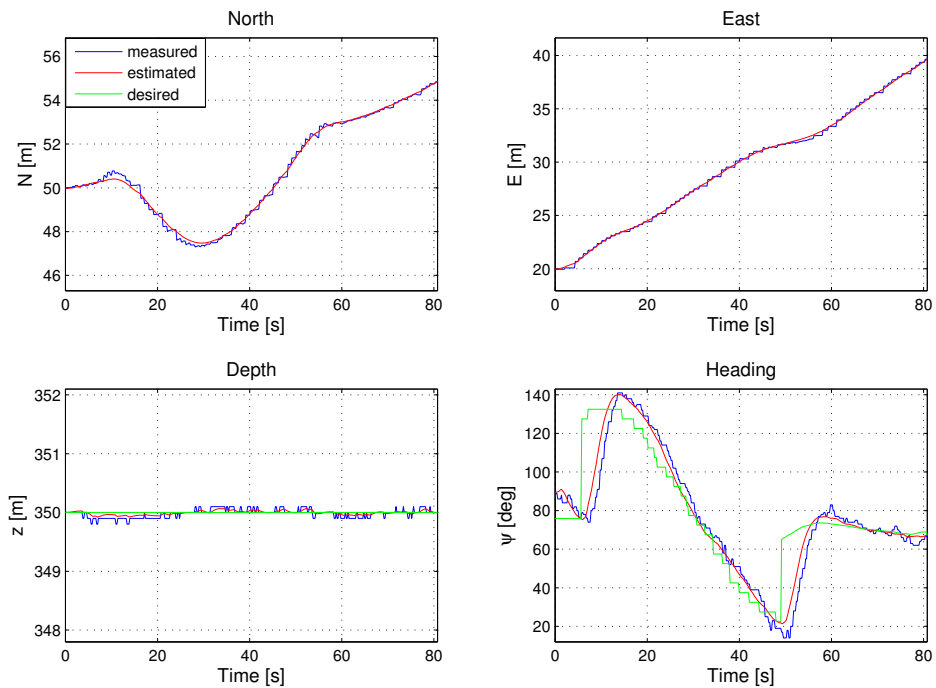 North
N [m]
56
54
52
50
48
46
measured
estimated
desired
0 20 40 60 80
Time [s]
East
E [m]
40
35
30
25
20
0 20 40 60 80
Time [s]
Depth
z [m]
352
351
350
349
348
0 20 40 60 80
Time [s]
Heading
ψ [deg]
140
120
100
80
60
40
20
0 20 40 60 80
Time [s]